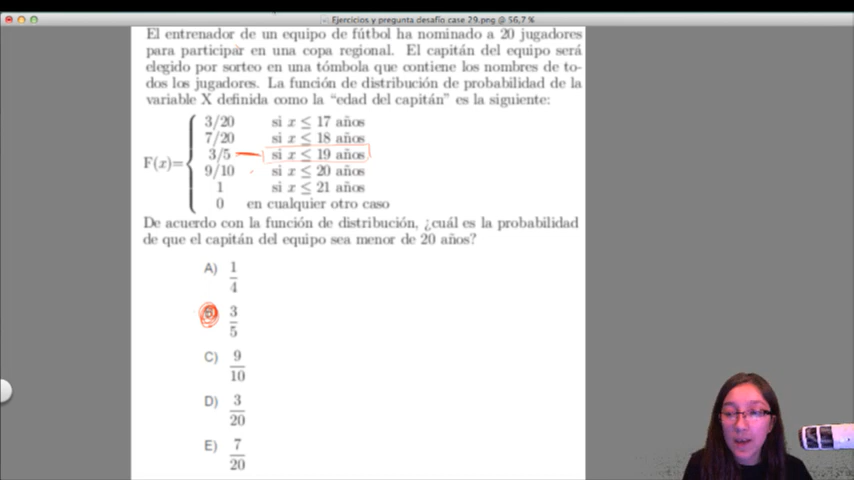 Ejercicios y pregunta desafío case 29.png @ 56,7 %
El entrenador de un equipo de fútbol ha nominado a 20 jugadores
para participar en una copa regional. El capitán del equipo será
elegido por sorteo en una tómbola que contiene los nombres de to-
dos los jugadores. La función de distribución de probabilidad de la
variable X definida como la “edad del capitán” es la siguiente:
3/20 si x ≤ 17 años
7/20 si x ≤ 18 años
3/5 si x ≤ 19 años
F(x)= 9/10 si x ≤ 20 años
1 si x ≤ 21 años
0 en cualquier otro caso
De acuerdo con la función de distribución, ¿cuál es la probabilidad
de que el capitán del equipo sea menor de 20 años?
A) 1/4
B) 3/5
C) 9/10
D) 3/20
E) 7/20